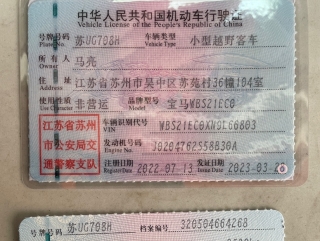 中华人民共和国机动车行驶证
Vehicle License of the People's Republic of China
号牌号码 苏UG708H 车辆类型 小型越野客车
Plate No. Vehicle Type
所有人 马亮
Owner
住址 江苏省苏州市吴中区苏苑村36幢104室
Address
使用性质 非营运 品牌型号 宝马WBS21EC0
Use Character Model
江苏省苏州市公安局交通警察支队
车辆识别代号
VIN
发动机号码 30204762S58B30A
Engine No.
注册日期 2022-07-13 发证日期 2023-03-20
Register Date Issue Date
号牌号码 苏UG708H 档案编号 320504664268